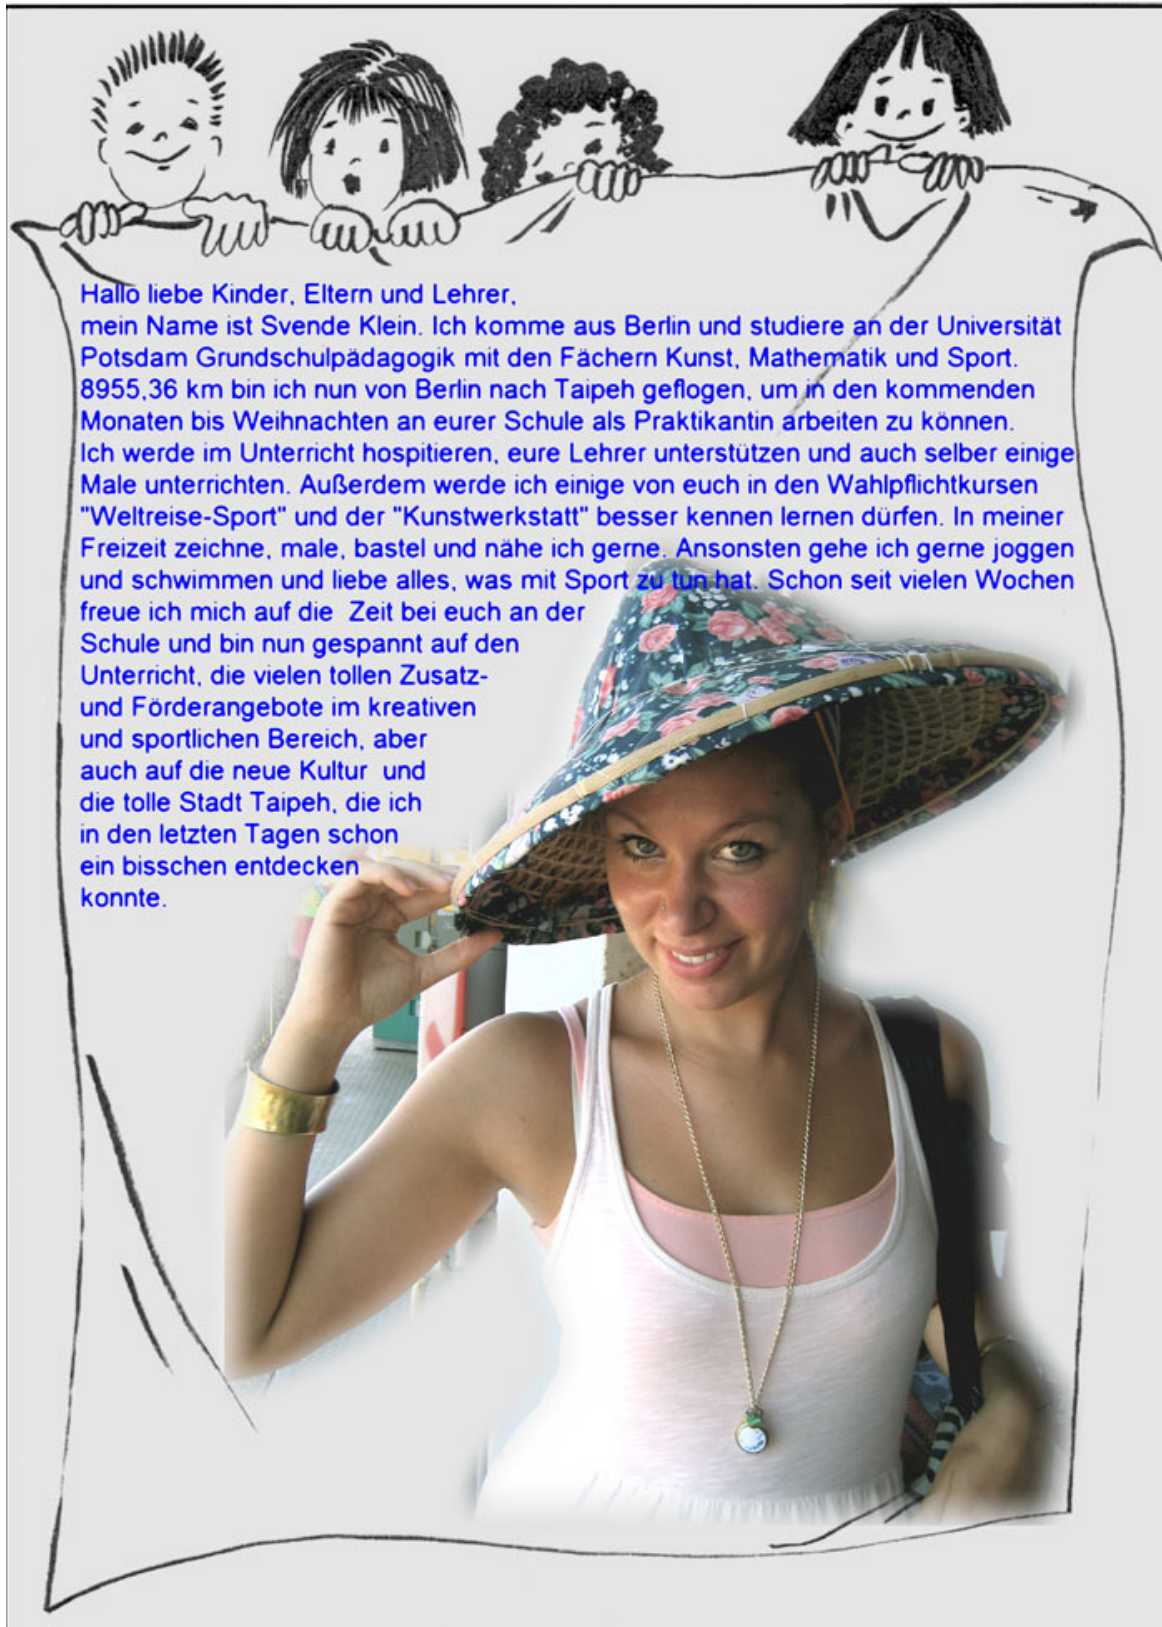 Hallo liebe Kinder, Eltern und Lehrer,
mein Name ist Svende Klein. Ich komme aus Berlin und studiere an der Universität
Potsdam Grundschulpädagogik mit den Fächern Kunst, Mathematik und Sport.
8955,36 km bin ich nun von Berlin nach Taipeh geflogen, um in den kommenden
Monaten bis Weihnachten an eurer Schule als Praktikantin arbeiten zu können.
Ich werde im Unterricht hospitieren, eure Lehrer unterstützen und auch selber einige
Male unterrichten. Außerdem werde ich einige von euch in den Wahlpflichtkursen
"Weltreise-Sport" und der "Kunstwerkstatt" besser kennen lernen dürfen. In meiner
Freizeit zeichne, male, bastel und nähe ich gerne. Ansonsten gehe ich gerne joggen
und schwimmen und liebe alles, was mit Sport zu tun hat. Schon seit vielen Wochen
freue ich mich auf die  Zeit bei euch an der
Schule und bin nun gespannt auf den
Unterricht, die vielen tollen Zusatz-
und Förderangebote im kreativen
und sportlichen Bereich, aber
auch auf die neue Kultur  und
die tolle Stadt Taipeh, die ich
in den letzten Tagen schon
ein bisschen entdecken
konnte.